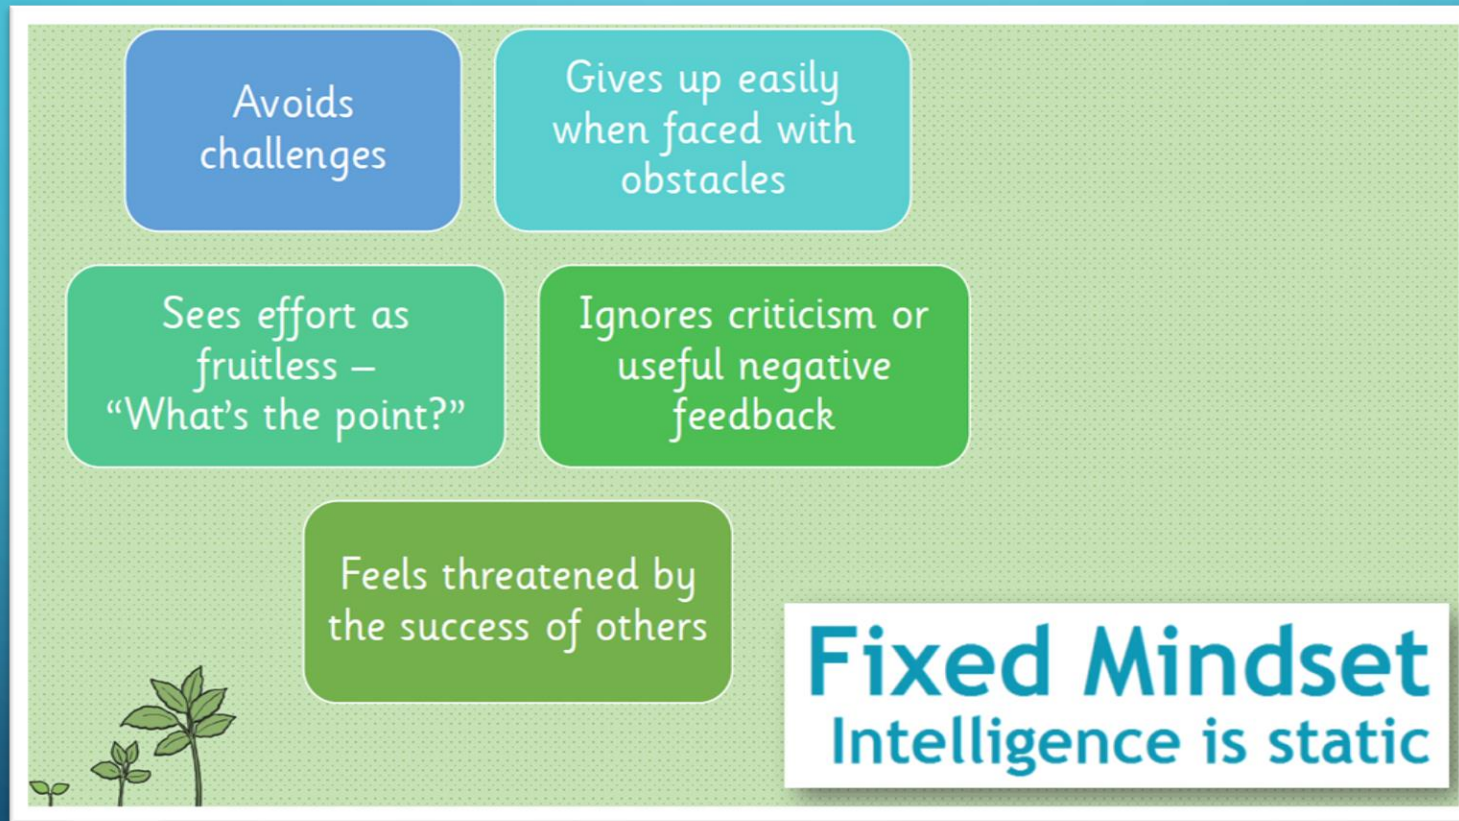 Avoids
challenges
Gives up easily
when faced with
obstacles
Sees effort as
fruitless –
“What’s the point?”
Ignores criticism or
useful negative
feedback
Feels threatened by
the success of others
Fixed Mindset
Intelligence is static